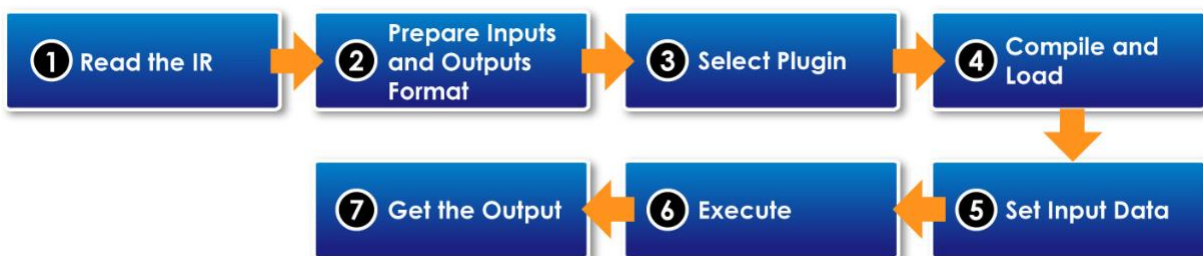 1 Read the IR
2 Prepare Inputs
and Outputs
Format
3 Select Plugin
4 Compile and
Load
5 Set Input Data
6 Execute
7 Get the Output